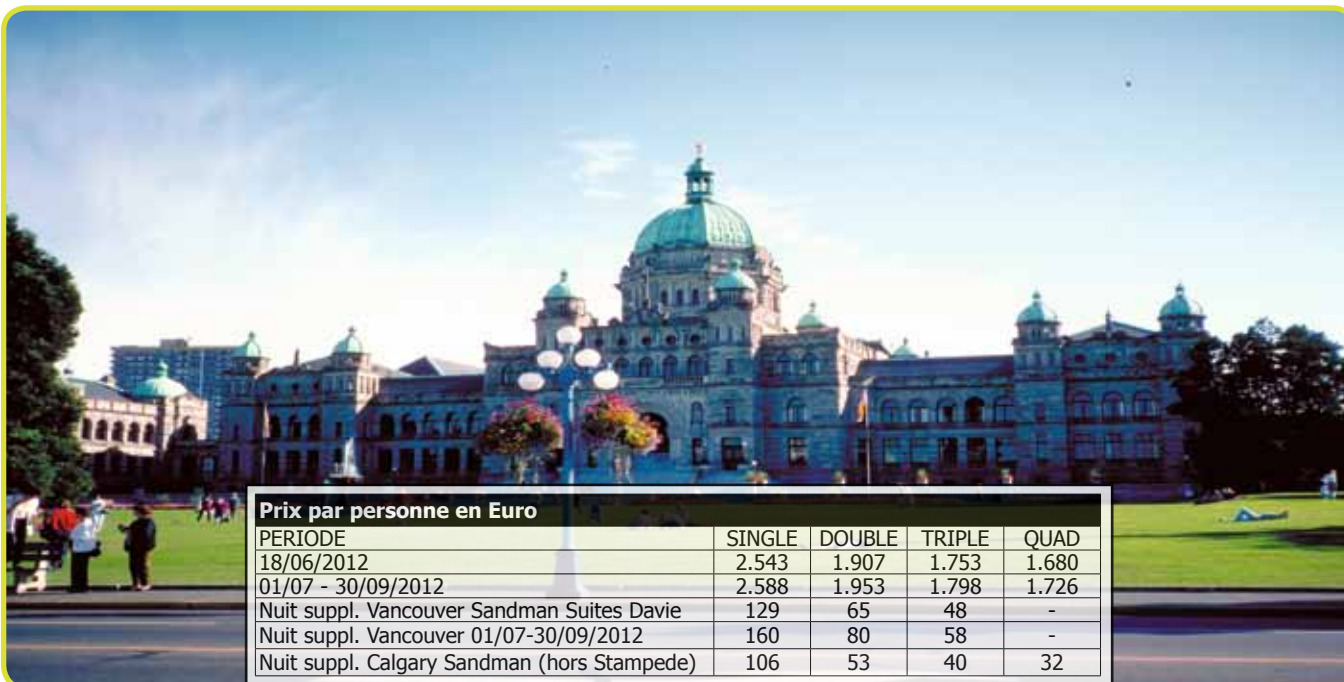 Prix par personne en Euro
PERIODE SINGLE DOUBLE TRIPLE QUAD
18/06/2012 2.543 1.907 1.753 1.680
01/07 - 30/09/2012 2.588 1.953 1.798 1.726
Nuit suppl. Vancouver Sandman Suites Davie 129 65 48 -
Nuit suppl. Vancouver 01/07-30/09/2012 160 80 58 -
Nuit suppl. Calgary Sandman (hors Stampede) 106 53 40 32